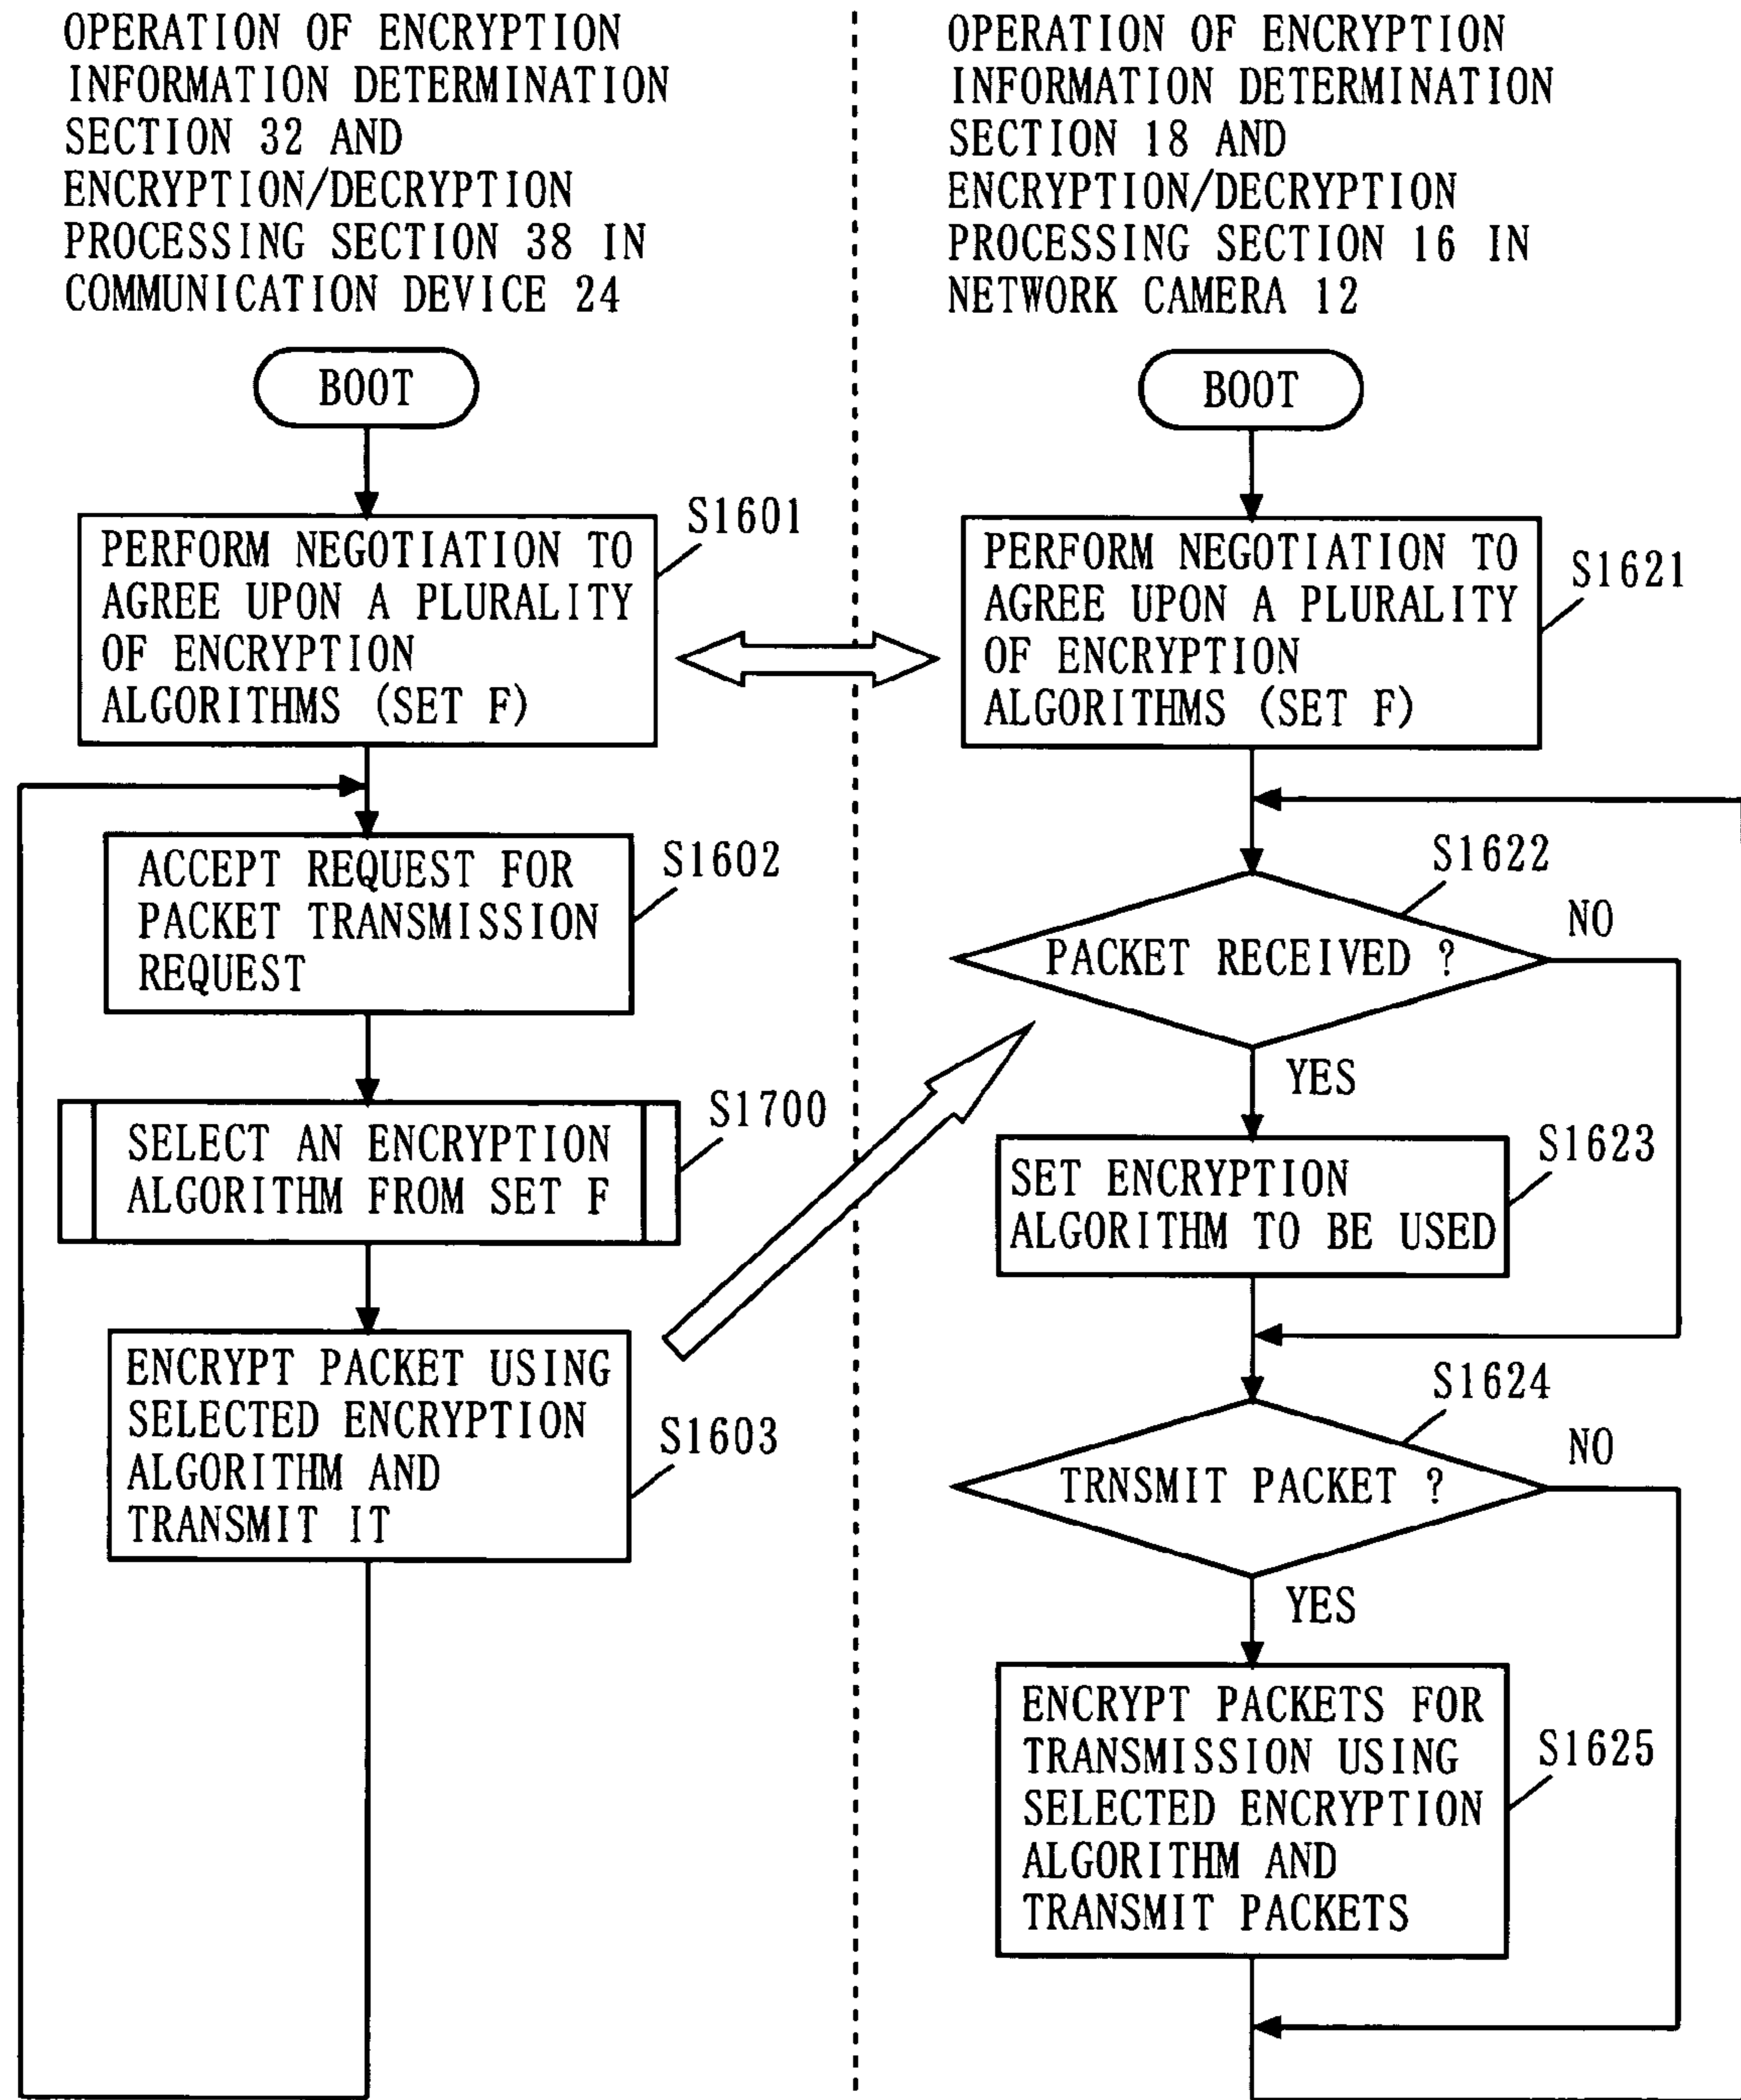 OPERATION OF ENCRYPTION
INFORMATION DETERMINATION
SECTION 32 AND
ENCRYPTION/DECRYPTION
PROCESSING SECTION 38 IN
COMMUNICATION DEVICE 24
BOOT
S1601
PERFORM NEGOTIATION TO
AGREE UPON A PLURALITY
OF ENCRYPTION
ALGORITHMS (SET F)
S1602
ACCEPT REQUEST FOR
PACKET TRANSMISSION
REQUEST
S1700
SELECT AN ENCRYPTION
ALGORITHM FROM SET F
ENCRYPT PACKET USING
SELECTED ENCRYPTION
ALGORITHM AND
TRANSMIT IT
S1603
OPERATION OF ENCRYPTION
INFORMATION DETERMINATION
SECTION 18 AND
ENCRYPTION/DECRYPTION
PROCESSING SECTION 16 IN
NETWORK CAMERA 12
BOOT
PERFORM NEGOTIATION TO
AGREE UPON A PLURALITY
OF ENCRYPTION
ALGORITHMS (SET F)
S1621
S1622
NO
PACKET RECEIVED ?
YES
S1623
SET ENCRYPTION
ALGORITHM TO BE USED
S1624
NO
TRNSMIT PACKET ?
YES
ENCRYPT PACKETS FOR
TRANSMISSION USING
SELECTED ENCRYPTION
ALGORITHM AND
TRANSMIT PACKETS
S1625